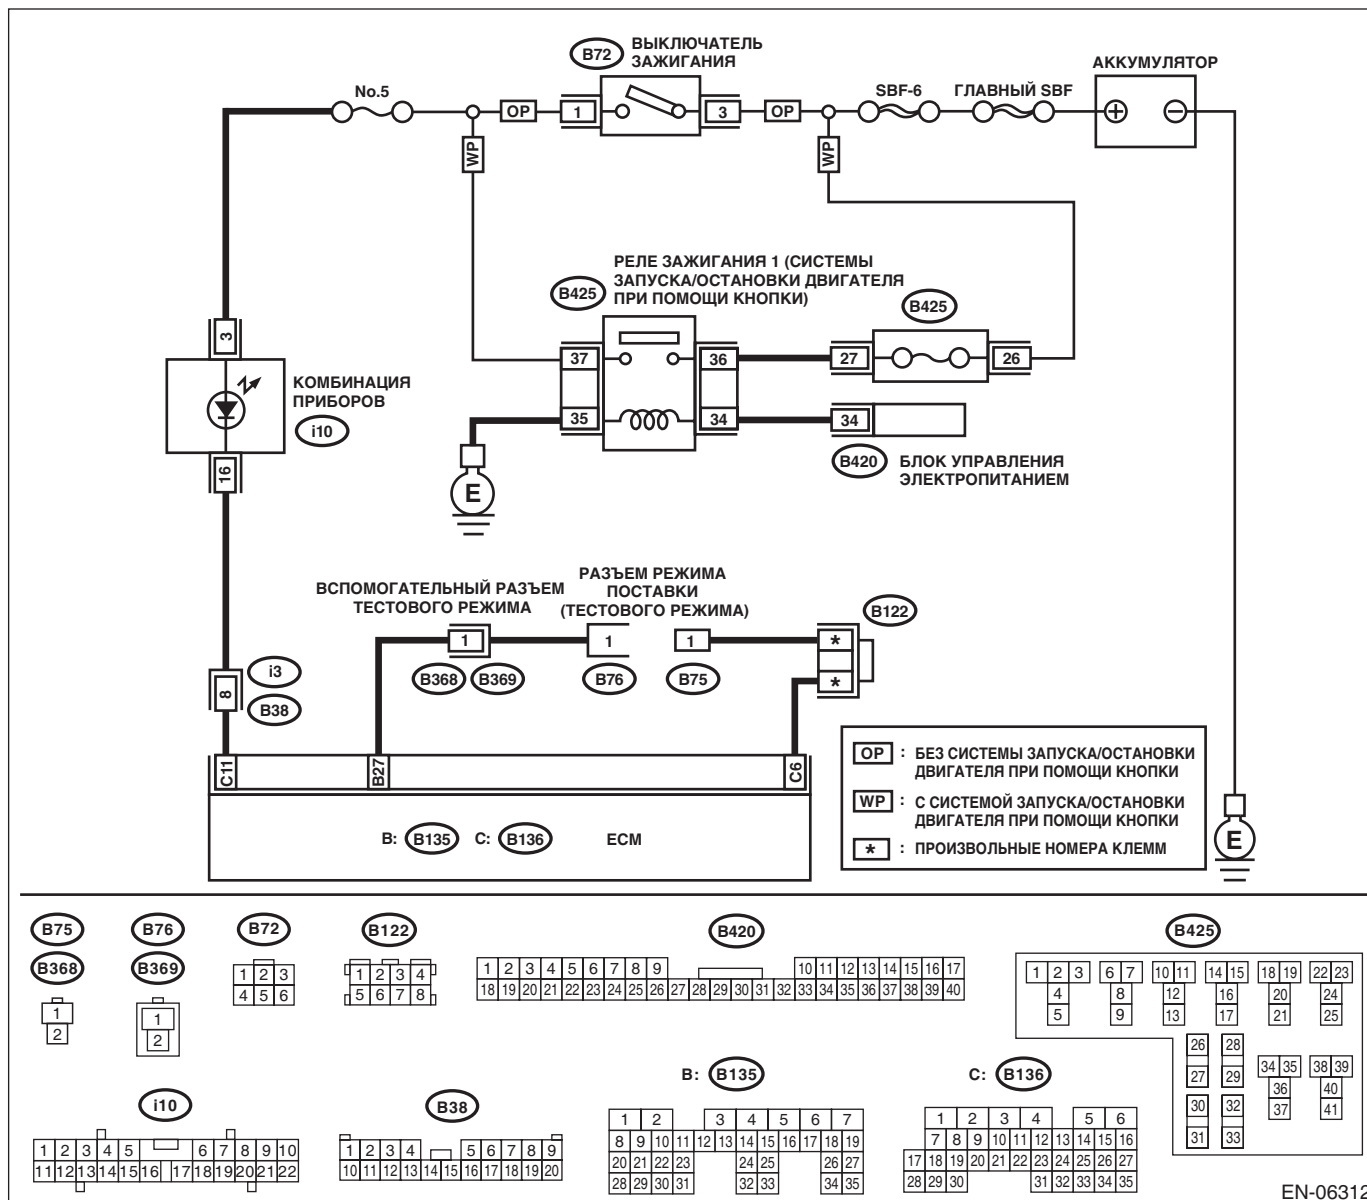 B72
ВЫКЛЮЧАТЕЛЬ
ЗАЖИГАНИЯ
No.5
OP
1
3
OP
SBF-6
ГЛАВНЫЙ SBF
АККУМУЛЯТОР
+
−
WP
WP
РЕЛЕ ЗАЖИГАНИЯ 1 (СИСТЕМЫ
ЗАПУСКА/ОСТАНОВКИ ДВИГАТЕЛЯ
ПРИ ПОМОЩИ КНОПКИ)
B425
B425
37
36
27
26
35
34
34
B420
БЛОК УПРАВЛЕНИЯ
ЭЛЕКТРОПИТАНИЕМ
E
3
КОМБИНАЦИЯ
ПРИБОРОВ
i10
16
ВСПОМОГАТЕЛЬНЫЙ РАЗЪЕМ
ТЕСТОВОГО РЕЖИМА
РАЗЪЕМ РЕЖИМА
ПОСТАВКИ
(ТЕСТОВОГО РЕЖИМА)
B122
1
1
1
*
*
B368
B369
B76
B75
i3
8
B38
C11
B27
C6
B: B135 C: B136 ECM
OP : БЕЗ СИСТЕМЫ ЗАПУСКА/ОСТАНОВКИ
ДВИГАТЕЛЯ ПРИ ПОМОЩИ КНОПКИ
WP : С СИСТЕМОЙ ЗАПУСКА/ОСТАНОВКИ
ДВИГАТЕЛЯ ПРИ ПОМОЩИ КНОПКИ
* : ПРОИЗВОЛЬНЫЕ НОМЕРА КЛЕММ
E
B75
B368
1
2
B76
B369
1
2
B72
1 2 3
4 5 6
B122
1 2 3 4
5 6 7 8
B420
1 2 3 4 5 6 7 8 9 10 11 12 13 14 15 16 17
18 19 20 21 22 23 24 25 26 27 28 29 30 31 32 33 34 35 36 37 38 39 40
B425
1 2 3 6 7 10 11 14 15 18 19 22 23
4 8 12 16 20 24
5 9 13 17 21 25
26 28
27 29
30 32
31 33
34 35 38 39
36 40
37 41
i10
1 2 3 4 5 6 7 8 9 10
11 12 13 14 15 16 17 18 19 20 21 22
B38
1 2 3 4 5 6 7 8 9
10 11 12 13 14 15 16 17 18 19 20
B: B135
1 2 3 4 5 6 7
8 9 10 11 12 13 14 15 16 17 18 19
20 21 22 23 24 25 26 27
28 29 30 31 32 33 34 35
C: B136
1 2 3 4 5 6
7 8 9 10 11 12 13 14 15 16
17 18 19 20 21 22 23 24 25 26 27
28 29 30 31 32 33 34 35
EN-06312